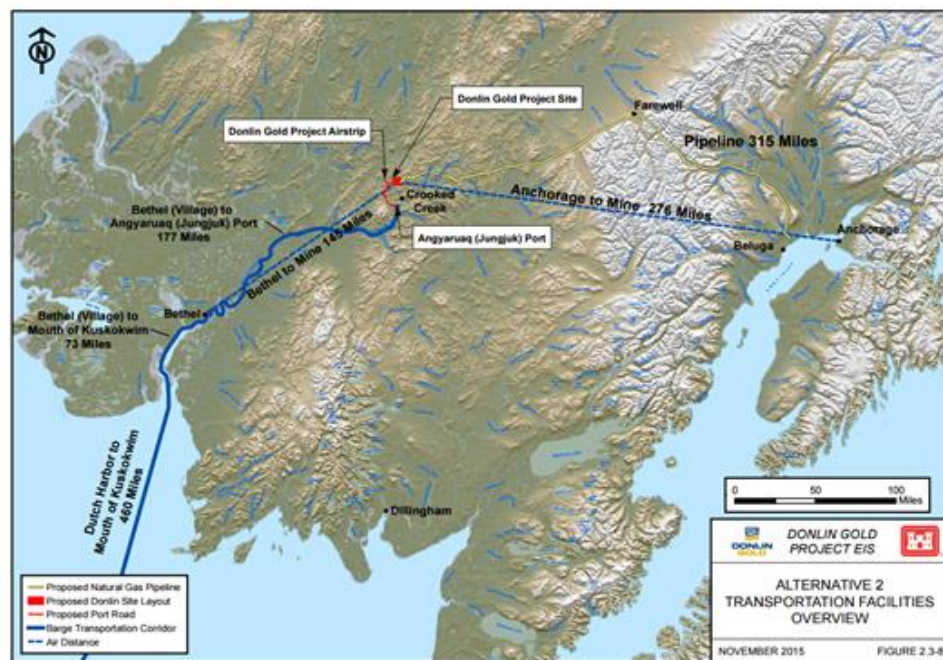 N
Donlin Gold Project Site
Farewell
Donlin Gold Project Airstrip
Pipeline 315 Miles
Crooked
Creek
Anchorage to Mine 276 Miles
Bethel (Village) to
Angyaruaq (Jungjuk) Port
177 Miles
Angyaruaq (Jungjuk) Port
Anchorage
Beluga
Bethel to Mine 145 Miles
Bethel (Village) to
Mouth of Kuskokwim
73 Miles
Bethel
Dutch Harbor to
Mouth of Kuskokwim
460 Miles
Dillingham
0 50 100
Miles
Proposed Natural Gas Pipeline
Proposed Donlin Site Layout
Proposed Port Road
Barge Transportation Corridor
Air Distance
DONLIN
GOLD
DONLIN GOLD
PROJECT EIS
ALTERNATIVE 2
TRANSPORTATION FACILITIES
OVERVIEW
NOVEMBER 2015 FIGURE 2.3-8